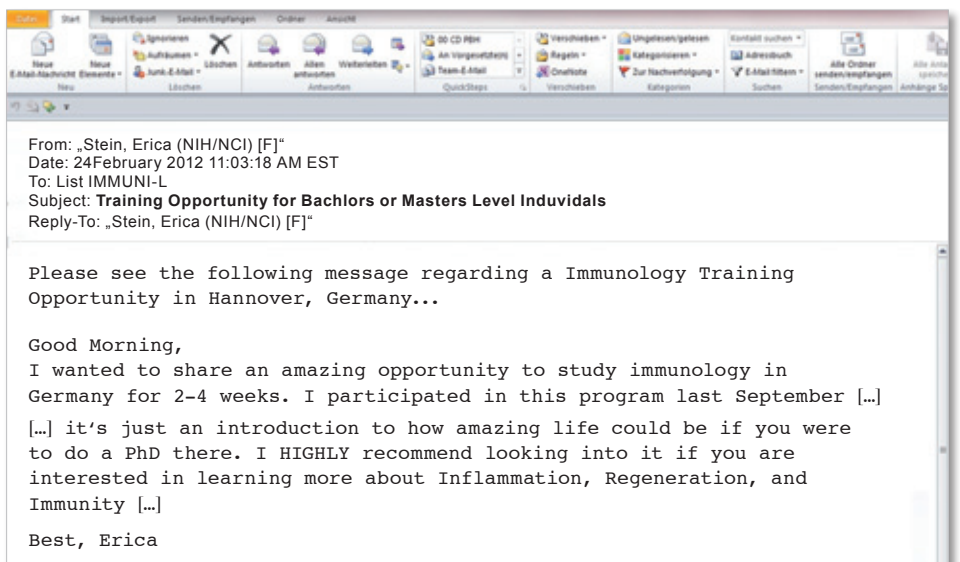 Datei Start Import/Export Senden/Empfangen Ordner Ansicht
Ignorieren 00 CD PBH Verschieben Ungelesen/gelesen Kontakt suchen
Aufräumen An Vorgesetzte(n) Regeln Kategorisieren Adressbuch
Neue Neue Junk-E-Mail Löschen Antworten Allen Weiterleiten Team-E-Mail OneNote Zur Nachverfolgung E-Mail filtern Alle Ordner
E-Mail-Nachricht Elemente antworten senden/empfangen
Neu Löschen Antworten QuickSteps Verschieben Kategorien Suchen Senden/Empfangen
From: „Stein, Erica (NIH/NCI) [F]“
Date: 24February 2012 11:03:18 AM EST
To: List IMMUNI-L
Subject: Training Opportunity for Bachlors or Masters Level Induvidals
Reply-To: „Stein, Erica (NIH/NCI) [F]“
Please see the following message regarding a Immunology Training
Opportunity in Hannover, Germany...
Good Morning,
I wanted to share an amazing opportunity to study immunology in
Germany for 2-4 weeks. I participated in this program last September […]
[…] it‘s just an introduction to how amazing life could be if you were
to do a PhD there. I HIGHLY recommend looking into it if you are
interested in learning more about Inflammation, Regeneration, and
Immunity […]
Best, Erica